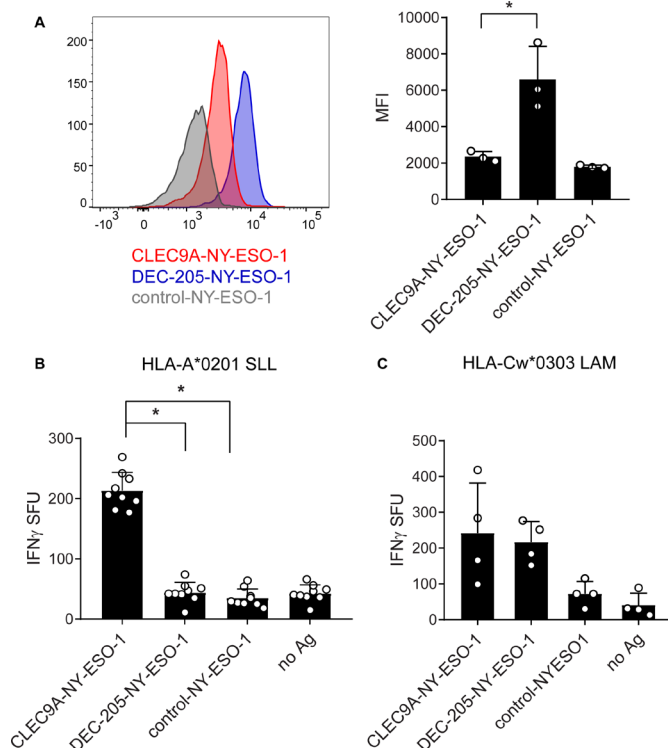 A
200
150
100
50
0
-10³ 0 10³ 10⁴ 10⁵
CLEC9A-NY-ESO-1
DEC-205-NY-ESO-1
control-NY-ESO-1
*
10000
8000
6000
4000
2000
0
MFI
CLEC9A-NY-ESO-1
DEC-205-NY-ESO-1
control-NY-ESO-1
B
HLA-A*0201 SLL
*
*
300
200
100
0
IFNγ SFU
CLEC9A-NY-ESO-1
DEC-205-NY-ESO-1
control-NY-ESO-1
no Ag
C
HLA-Cw*0303 LAM
500
400
300
200
100
0
IFNγ SFU
CLEC9A-NY-ESO-1
DEC-205-NY-ESO-1
control-NYESO1
no Ag